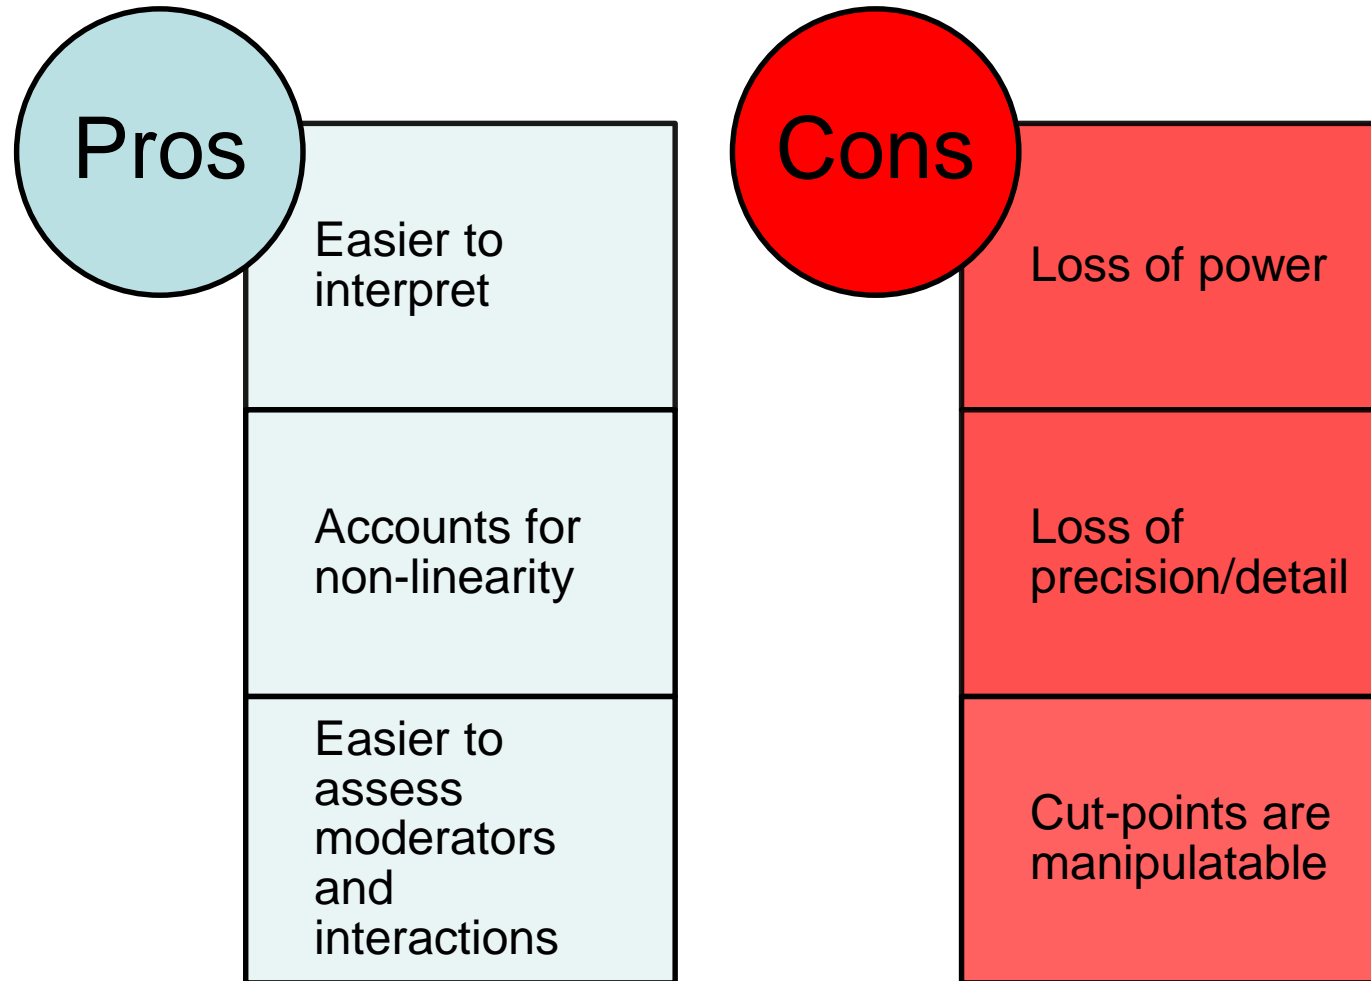 Pros
Easier to
interpret
Accounts for
non-linearity
Easier to
assess
moderators
and
interactions
Cons
Loss of power
Loss of
precision/detail
Cut-points are
manipulatable